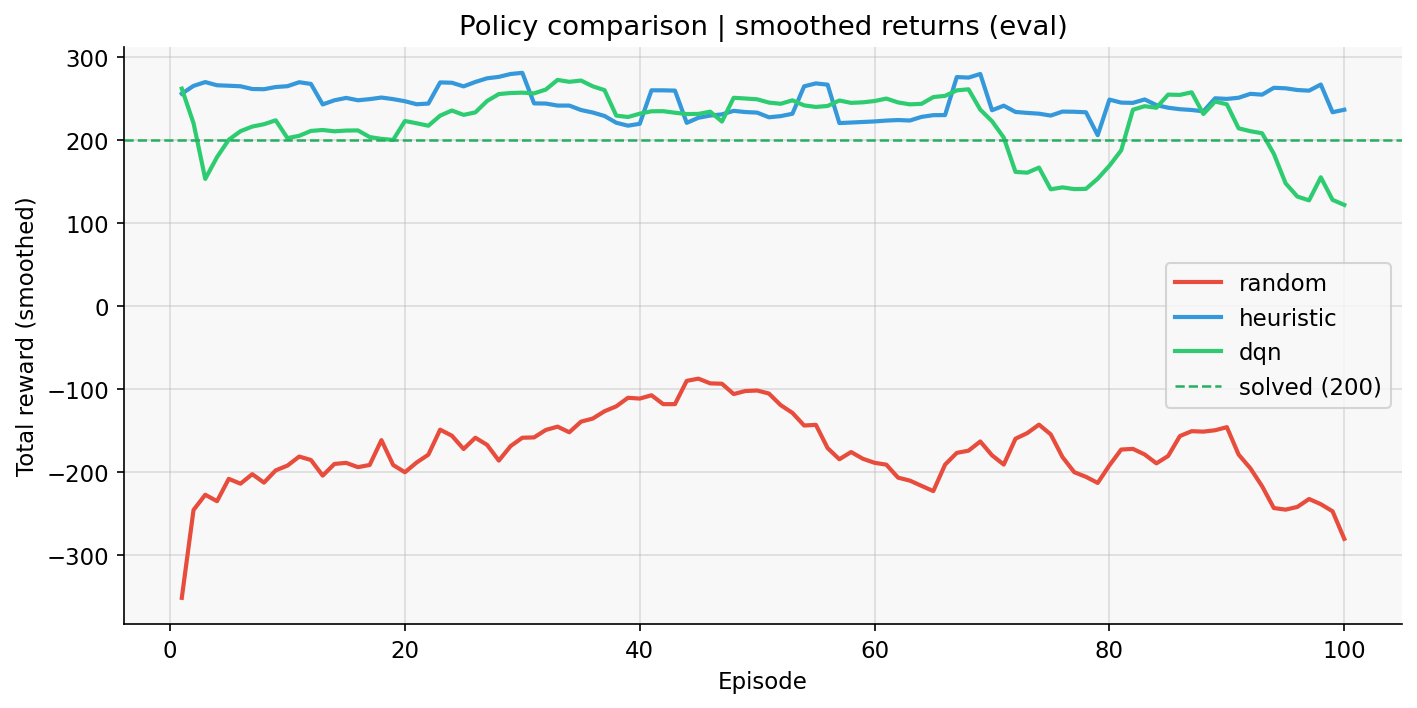 Policy comparison | smoothed returns (eval)
Total reward (smoothed)
300
200
100
0
−100
−200
−300
random
heuristic
dqn
solved (200)
0
20
40
60
80
100
Episode